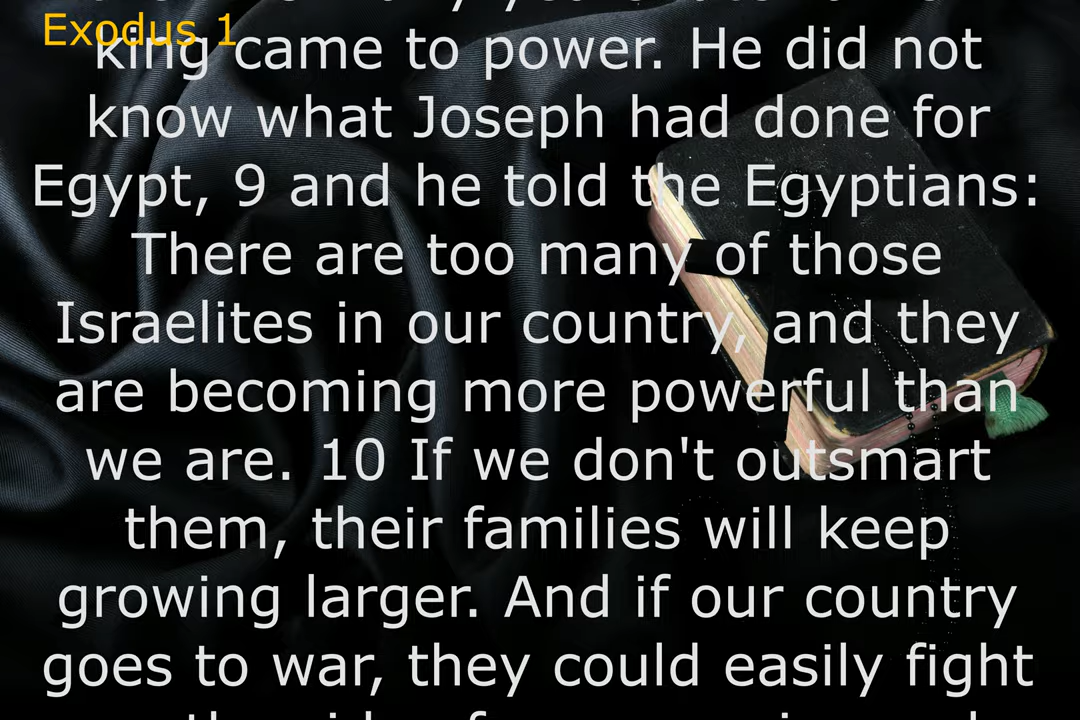 Exodus 1
king came to power. He did not
know what Joseph had done for
Egypt, 9 and he told the Egyptians:
There are too many of those
Israelites in our country, and they
are becoming more powerful than
we are. 10 If we don't outsmart
them, their families will keep
growing larger. And if our country
goes to war, they could easily fight